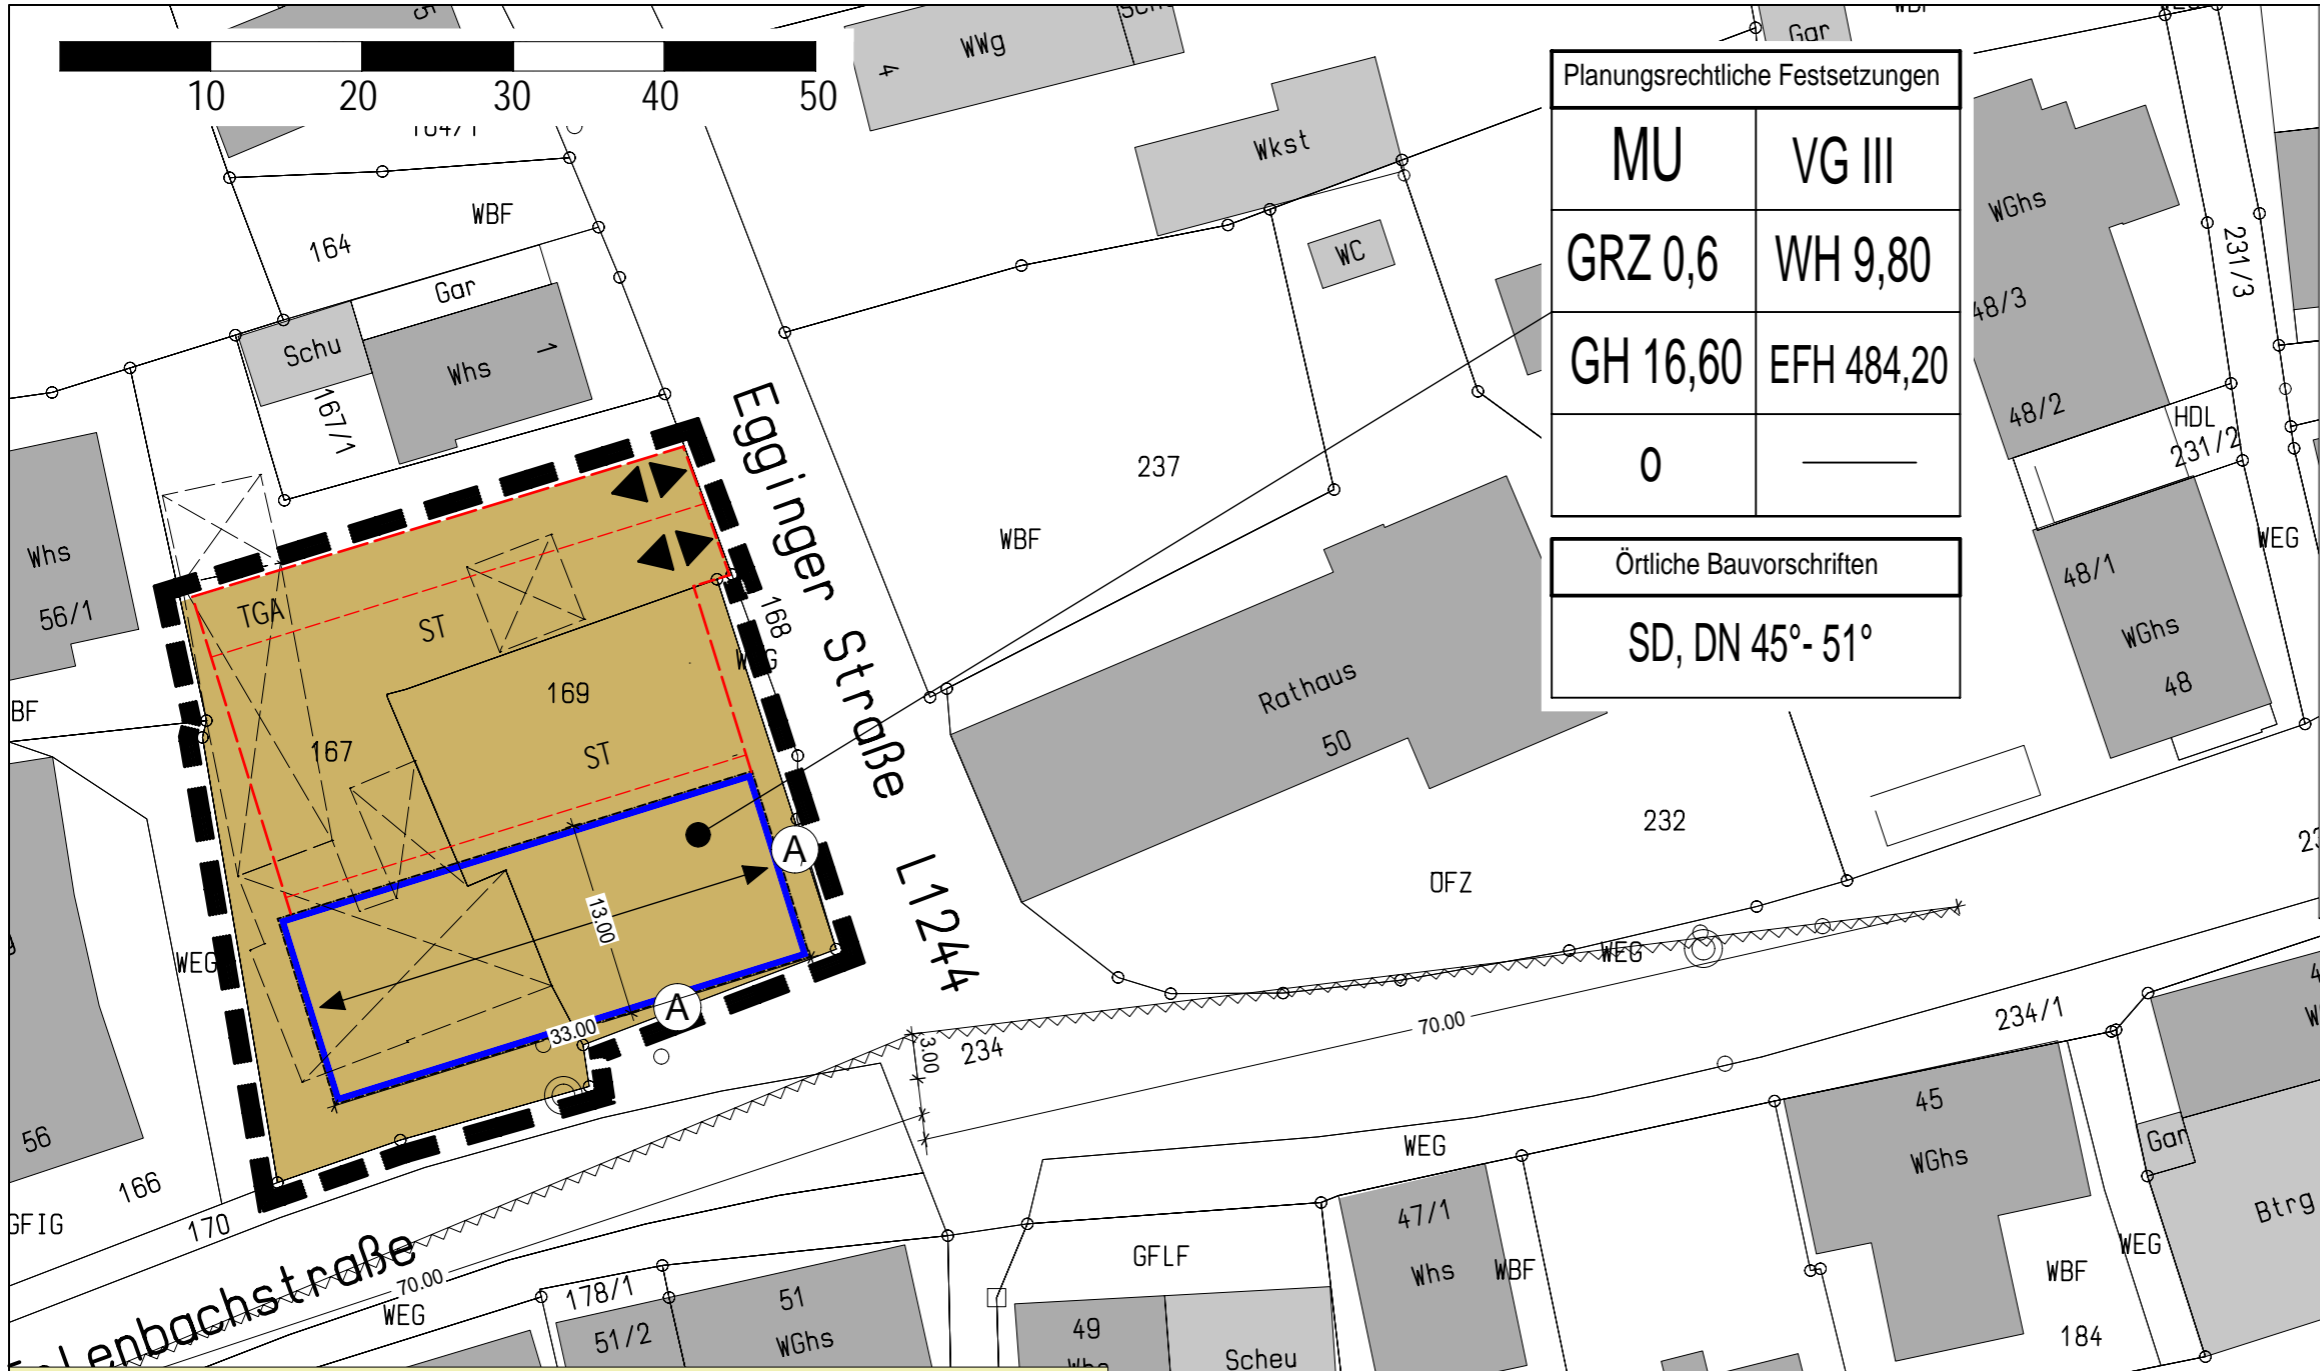 10 20 30 40 50
WWg
4
Gar
Wkst
WC
164
WBF
Gar
Schu
Whs
1
167/1
Planungsrechtliche Festsetzungen
MU VG III
GRZ 0,6 WH 9,80
GH 16,60 EFH 484,20
o
Örtliche Bauvorschriften
SD, DN 45°- 51°
WGhs
48/3
48/2
231/3
HDL
231/2
WEG
48/1
WGhs
48
237
WBF
Egginger Straße L1244
168
WEG
Whs
56/1
BF
TGA
ST
169
ST
167
A
13.00
33.00
A
Rathaus
50
232
ÖFZ
WEG
WEG
56
166
GFIG
170
70.00
3.00
234
70.00
234/1
WEG
45
WGhs
Gar
Btrg
WEG
WBF
184
47/1
Whs
WBF
GFLF
49
Whs
Scheu
WEG
178/1
51/2
51
WGhs